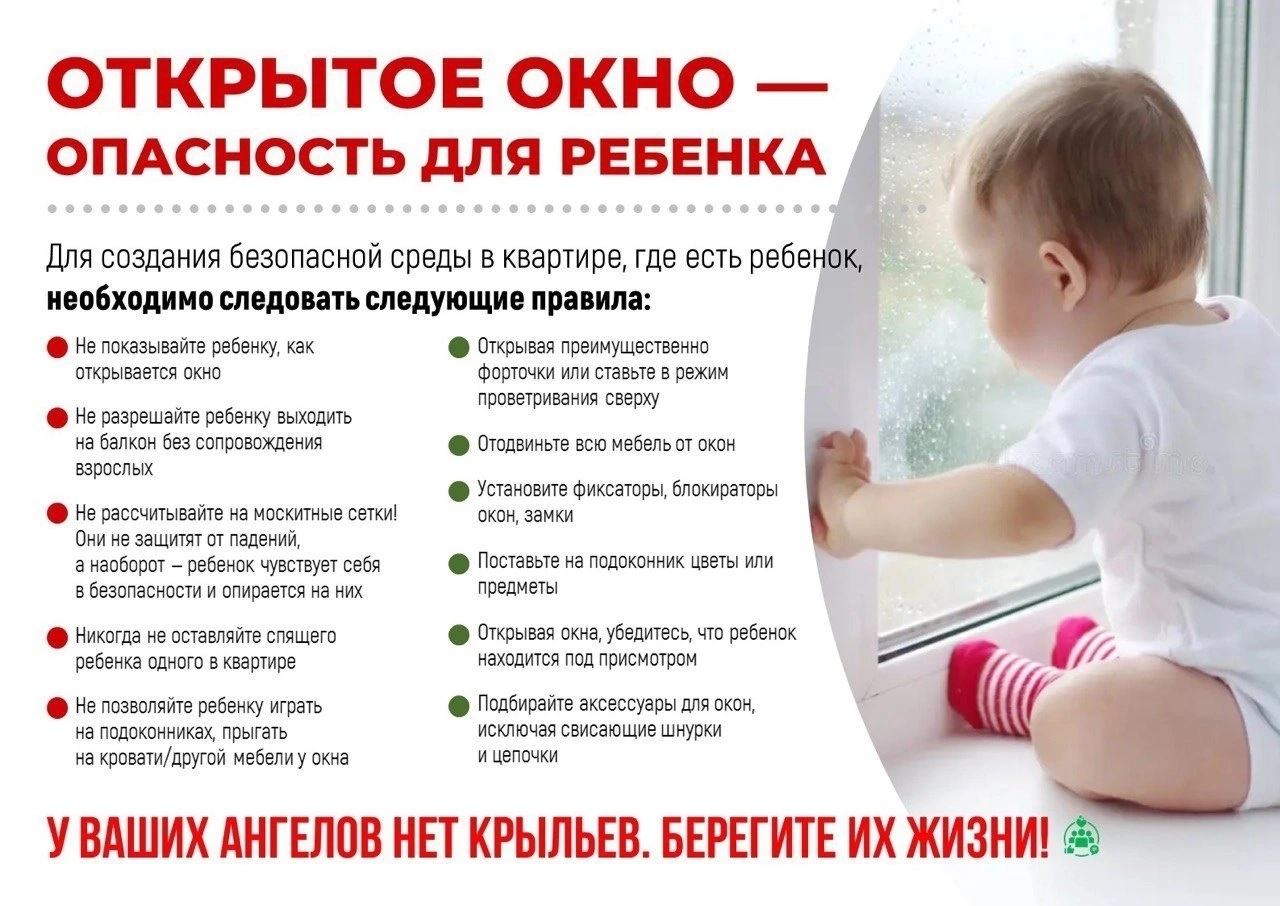 ОТКРЫТОЕ ОКНО —
ОПАСНОСТЬ ДЛЯ РЕБЕНКА
Для создания безопасной среды в квартире, где есть ребенок,
необходимо следовать следующие правила:
Не показывайте ребенку, как
открывается окно
Не разрешайте ребенку выходить
на балкон без сопровождения
взрослых
Не рассчитывайте на москитные сетки!
Они не защитят от падений,
а наоборот – ребенок чувствует себя
в безопасности и опирается на них
Никогда не оставляйте спящего
ребенка одного в квартире
Не позволяйте ребенку играть
на подоконниках, прыгать
на кровати/другой мебели у окна
Открывая преимущественно
форточки или ставьте в режим
проветривания сверху
Отодвиньте всю мебель от окон
Установите фиксаторы, блокираторы
окон, замки
Поставьте на подоконник цветы или
предметы
Открывая окна, убедитесь, что ребенок
находится под присмотром
Подбирайте аксессуары для окон,
исключая свисающие шнурки
и цепочки
У ВАШИХ АНГЕЛОВ НЕТ КРЫЛЬЕВ. БЕРЕГИТЕ ИХ ЖИЗНИ!